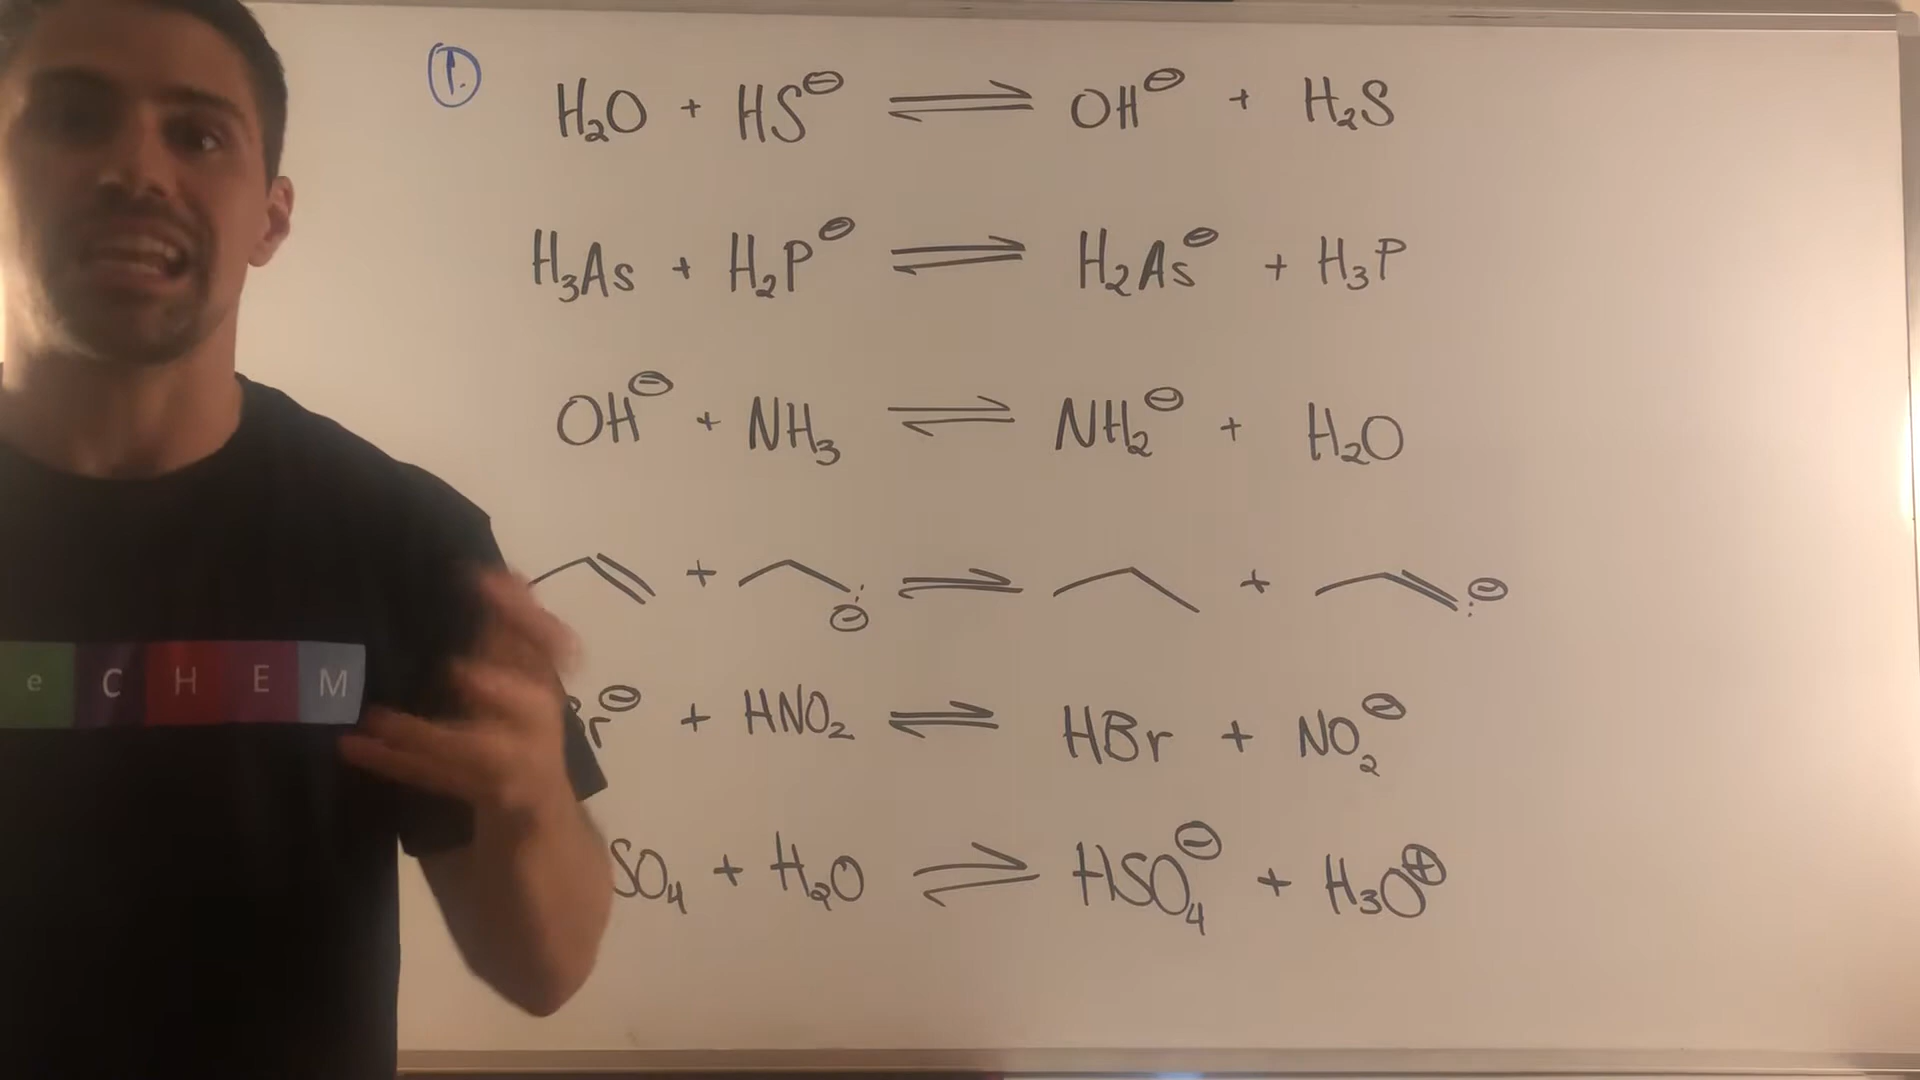 1.
H₂O + HS⊖ ⇌ OH⊖ + H₂S
H₃As + H₂P⊖ ⇌ H₂As⊖ + H₃P
OH⊖ + NH₃ ⇌ NH₂⊖ + H₂O
+ :⊖ ⇌ + :⊖
Br⊖ + HNO₂ ⇌ HBr + NO₂⊖
SO₄ + H₂O ⇌ HSO₄⊖ + H₃O⊕
e C H E M